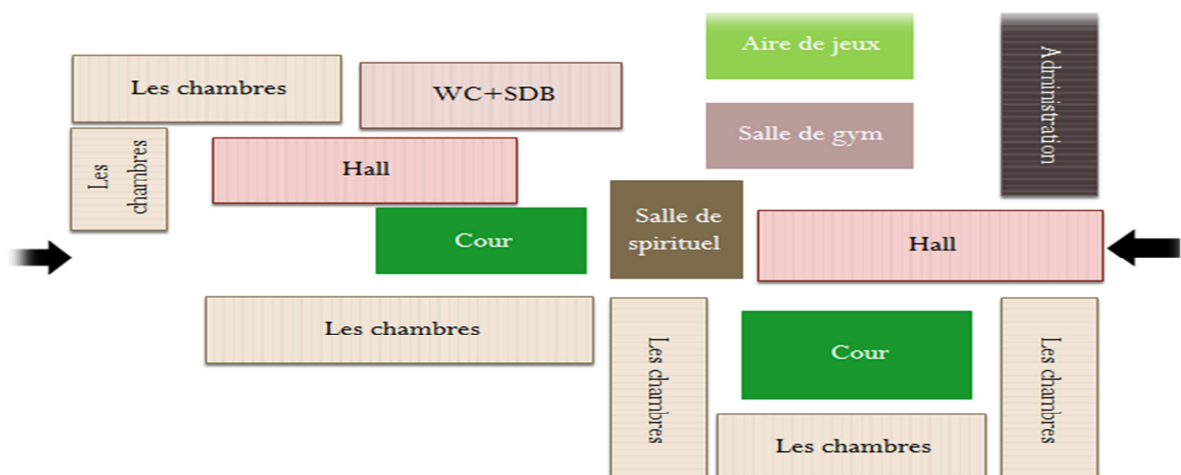 Aire de jeux
Administration
Les chambres
WC+SDB
Salle de gym
Les
chambres
Hall
Salle de
spirituel
Cour
Hall
Les chambres
Les chambres
Cour
Les chambres
Les chambres